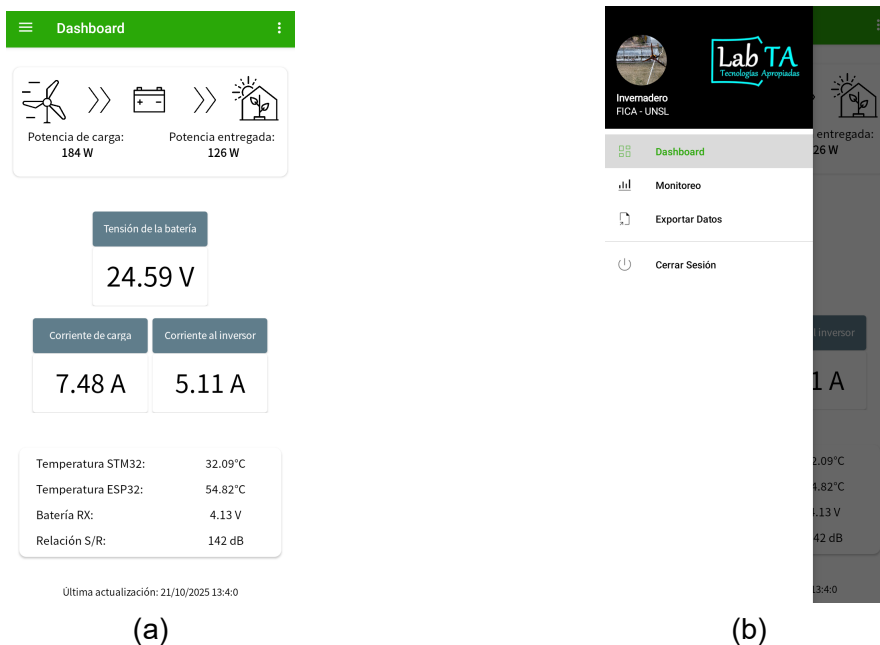 Dashboard
Potencia de carga:
184 W
Potencia entregada:
126 W
Tensión de la batería
24.59 V
Corriente de carga
7.48 A
Corriente al inversor
5.11 A
Temperatura STM32: 32.09°C
Temperatura ESP32: 54.82°C
Batería RX: 4.13 V
Relación S/R: 142 dB
Última actualización: 21/10/2025 13:4:0
(a)
Lab TA
Tecnologías Apropiadas
Invernadero
FICA - UNSL
Dashboard
Monitoreo
Exportar Datos
Cerrar Sesión
entregada:
26 W
l inversor
1 A
2.09°C
4.82°C
.13 V
42 dB
13:4:0
(b)